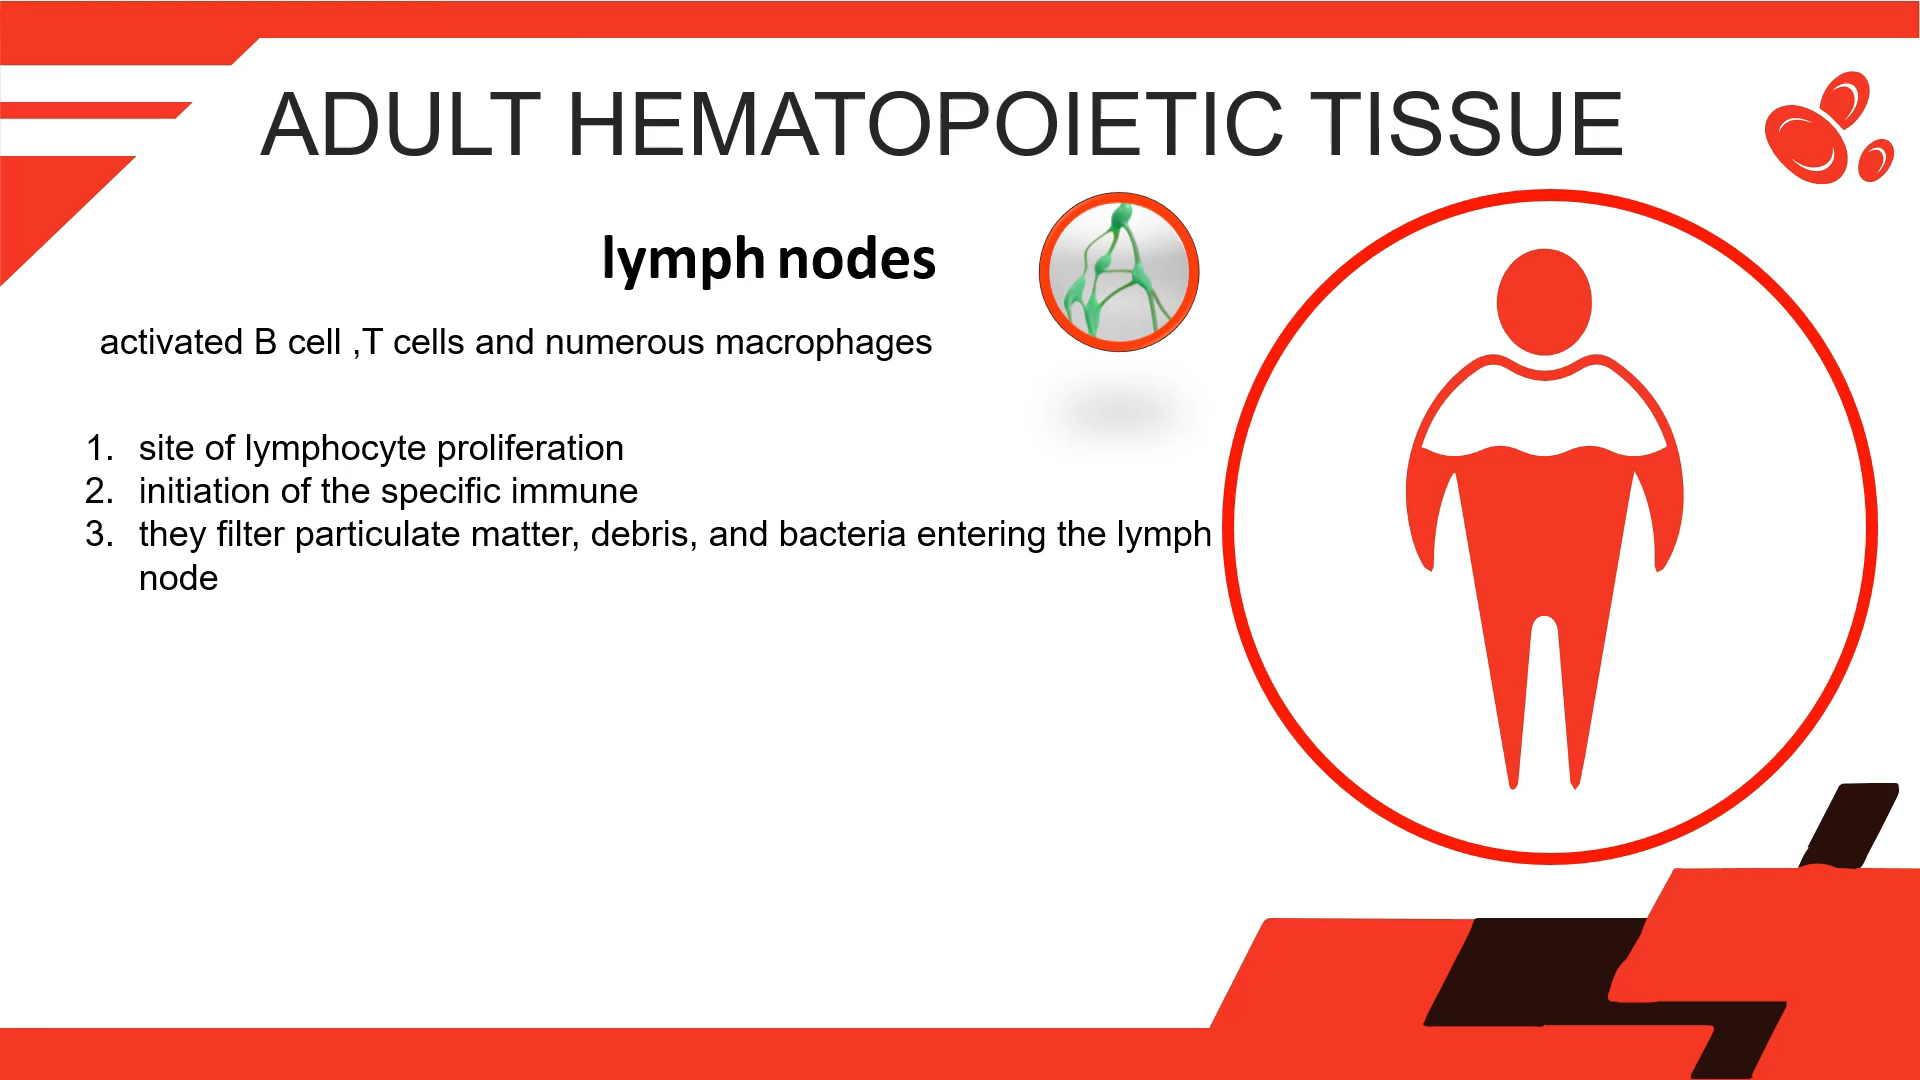 ADULT HEMATOPOIETIC TISSUE
lymph nodes
activated B cell ,T cells and numerous macrophages
1. site of lymphocyte proliferation
2. initiation of the specific immune
3. they filter particulate matter, debris, and bacteria entering the lymph
node